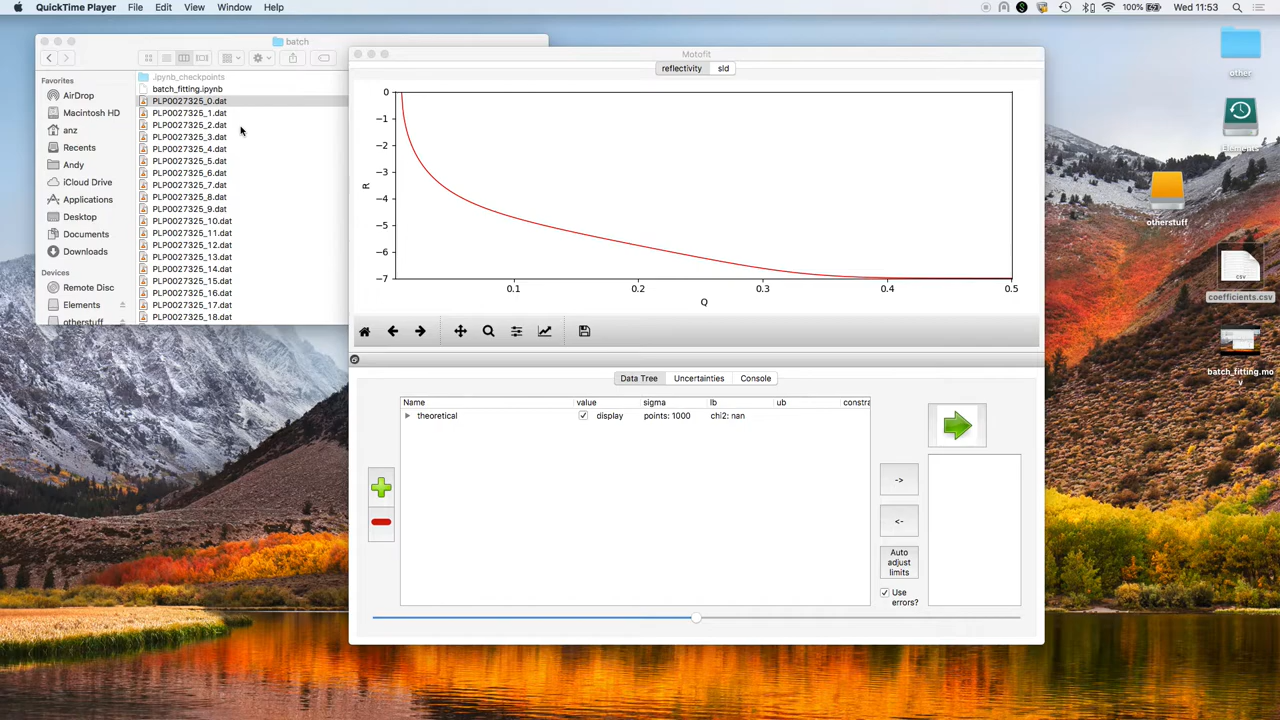 QuickTime Player File Edit View Window Help 100% Wed 11:53
batch
Favorites
AirDrop
Macintosh HD
anz
Recents
Andy
iCloud Drive
Applications
Desktop
Documents
Downloads
Devices
Remote Disc
Elements
otherstuff
.ipynb_checkpoints
batch_fitting.ipynb
PLP0027325_0.dat
PLP0027325_1.dat
PLP0027325_2.dat
PLP0027325_3.dat
PLP0027325_4.dat
PLP0027325_5.dat
PLP0027325_6.dat
PLP0027325_7.dat
PLP0027325_8.dat
PLP0027325_9.dat
PLP0027325_10.dat
PLP0027325_11.dat
PLP0027325_12.dat
PLP0027325_13.dat
PLP0027325_14.dat
PLP0027325_15.dat
PLP0027325_16.dat
PLP0027325_17.dat
PLP0027325_18.dat
Motofit
reflectivity sld
0
−1
−2
−3
−4
−5
−6
−7
R
0.1 0.2 0.3 0.4 0.5
Q
Data Tree Uncertainties Console
Name value sigma lb ub constra
theoretical display points: 1000 chi2: nan
->
<-
Auto
adjust
limits
Use
errors?
other
Elements
otherstuff
CSV
coefficients.csv
batch_fitting.mo
v